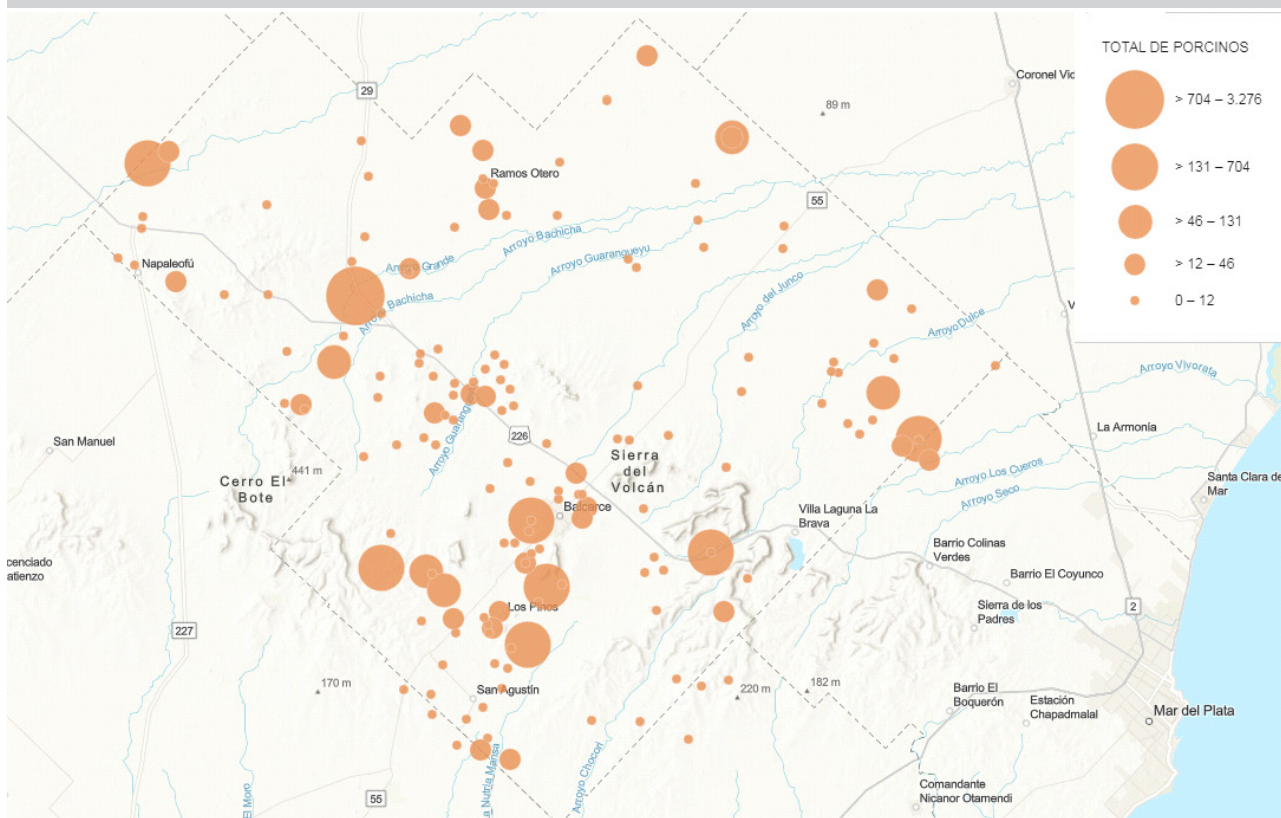 TOTAL DE PORCINOS
> 704 – 3.276
> 131 – 704
> 46 – 131
> 12 – 46
0 – 12
Coronel Vid
29
89 m
Ramos Otero
55
Arroyo Bachicha
Arroyo Guarangueyu
Napaleofú
Arroyo Grande
Arroyo del Junco
Arroyo Bachicha
V
Arroyo Dulce
Arroyo Vivorata
San Manuel
226
La Armonía
Sierra
del
Volcán
441 m
Cerro El
Bote
Arroyo Los Cueros
Arroyo Seco
Santa Clara de
Mar
Balcarce
Villa Laguna La
Brava
Barrio Colinas
Verdes
cenciado
atienzo
Barrio El Coyunco
Los Pinos
Sierra de los
Padres
2
227
170 m
San Agustín
220 m
182 m
Barrio El
Boquerón
Estación
Chapadmalal
Mar del Plata
a Nutria Mansa
Arroyo Chocorí
El Moro
55
Comandante
Nicanor Otamendi